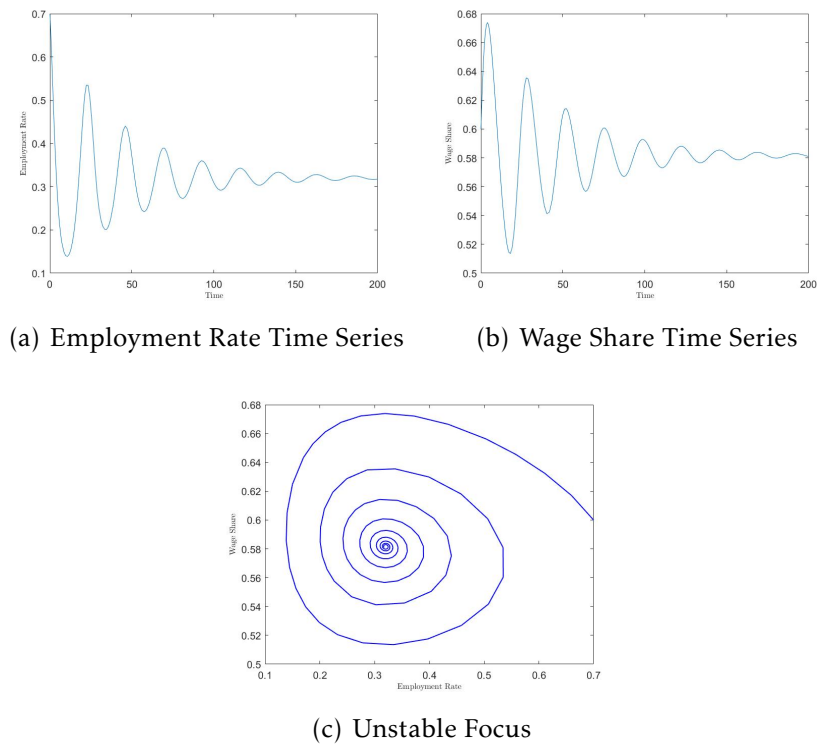 0.7
0.6
0.5
0.4
0.3
0.2
0.1
Employment Rate
0 50 100 150 200
Time
(a) Employment Rate Time Series
0.68
0.66
0.64
0.62
0.6
0.58
0.56
0.54
0.52
0.5
Wage Share
0 50 100 150 200
Time
(b) Wage Share Time Series
0.68
0.66
0.64
0.62
0.6
0.58
0.56
0.54
0.52
0.5
Wage Share
0.1 0.2 0.3 0.4 0.5 0.6 0.7
Employment Rate
(c) Unstable Focus